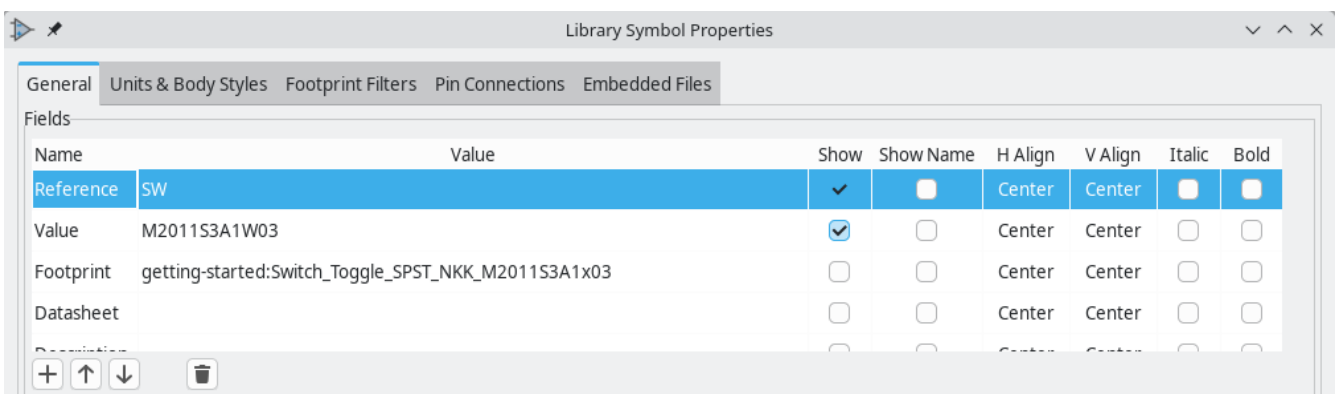 Library Symbol Properties
General Units & Body Styles Footprint Filters Pin Connections Embedded Files
Fields
Name Value Show Show Name H Align V Align Italic Bold
Reference SW Center Center
Value M2011S3A1W03 Center Center
Footprint getting-started:Switch_Toggle_SPST_NKK_M2011S3A1x03 Center Center
Datasheet Center Center